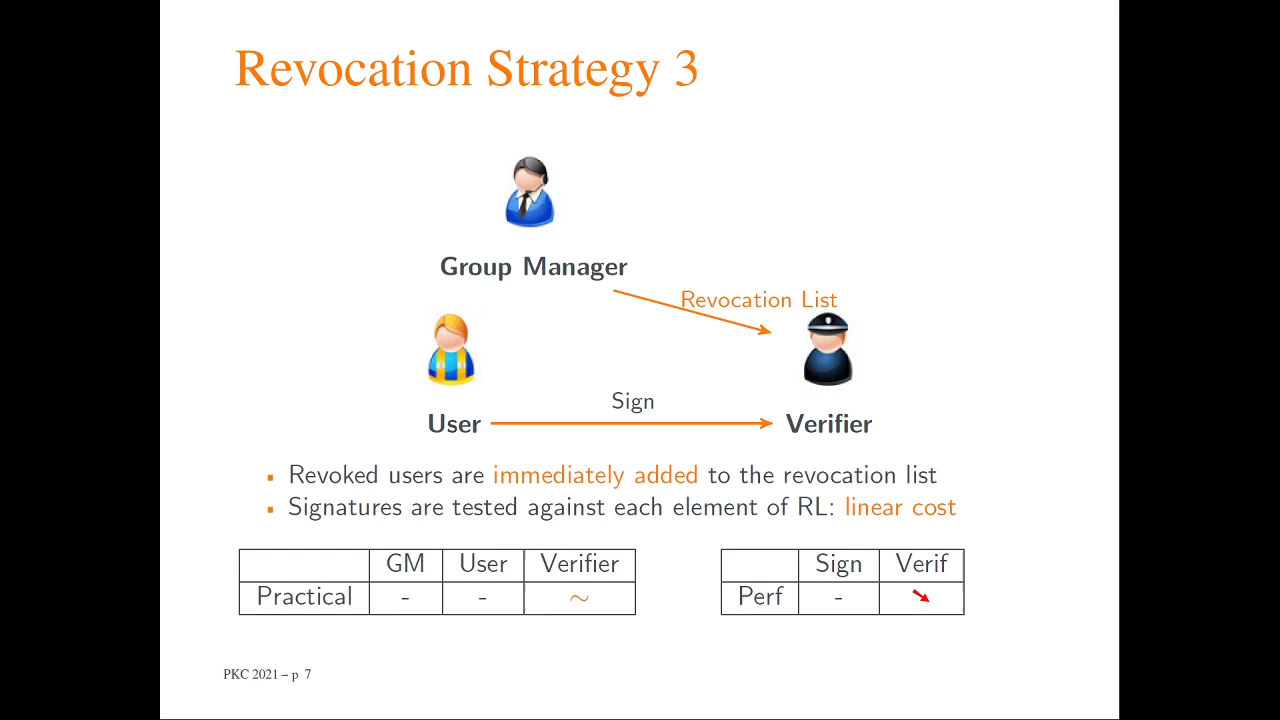 Revocation Strategy 3
Group Manager
Revocation List
Sign
User
Verifier
▪ Revoked users are immediately added to the revocation list
▪ Signatures are tested against each element of RL: linear cost
GM User Verifier
Practical - - ~
Sign Verif
Perf - ➘
PKC 2021 – p 7